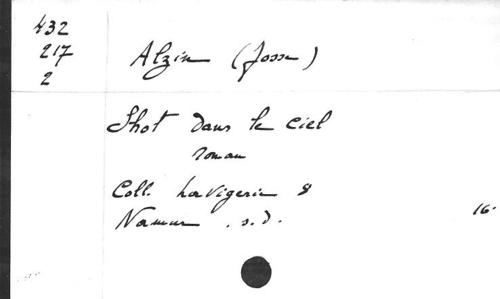 432
217
2
Alzin (Josse)
Shot dans le ciel
roman
Coll. Lavigerie 8
Namur . s.d.
16.